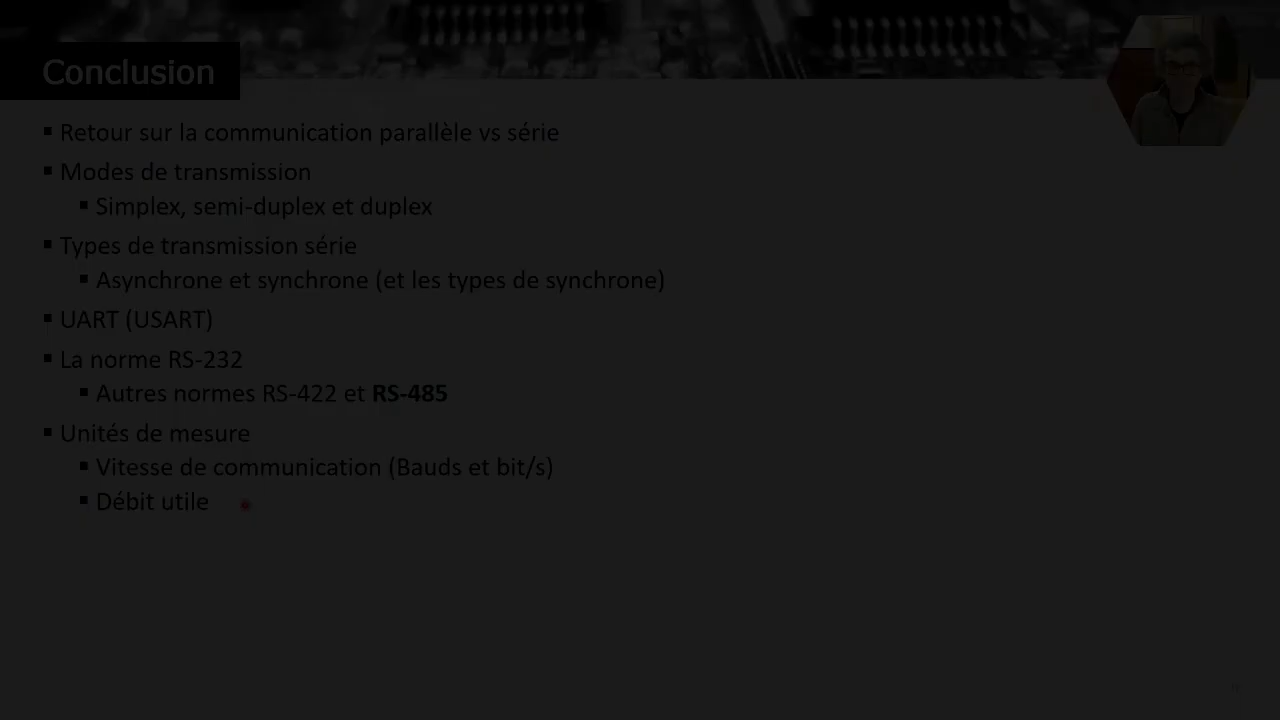 Conclusion
▪ Retour sur la communication parallèle vs série
▪ Modes de transmission
▪ Simplex, semi-duplex et duplex
▪ Types de transmission série
▪ Asynchrone et synchrone (et les types de synchrone)
▪ UART (USART)
▪ La norme RS-232
▪ Autres normes RS-422 et RS-485
▪ Unités de mesure
▪ Vitesse de communication (Bauds et bit/s)
▪ Débit utile